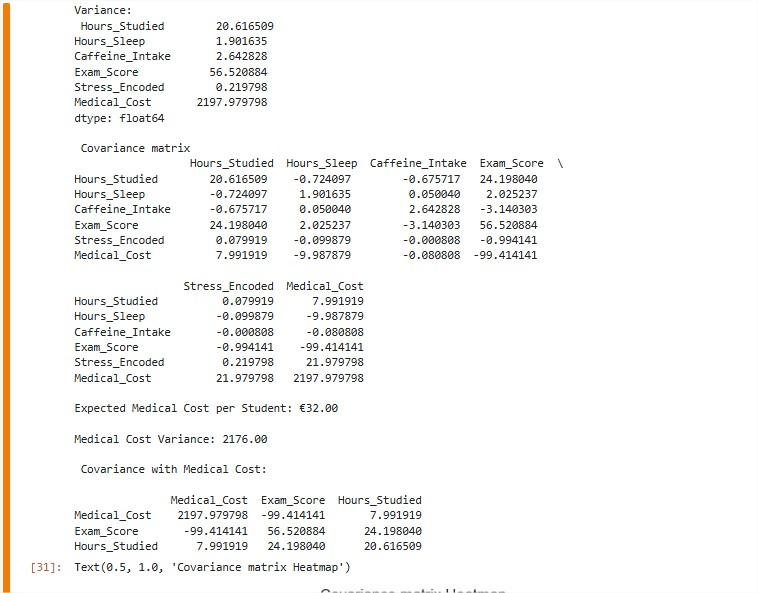 Variance:
Hours_Studied 20.616509
Hours_Sleep 1.901635
Caffeine_Intake 2.642828
Exam_Score 56.520884
Stress_Encoded 0.219798
Medical_Cost 2197.979798
dtype: float64
Covariance matrix
Hours_Studied Hours_Sleep Caffeine_Intake Exam_Score \
Hours_Studied 20.616509 -0.724097 -0.675717 24.198040
Hours_Sleep -0.724097 1.901635 0.050040 2.025237
Caffeine_Intake -0.675717 0.050040 2.642828 -3.140303
Exam_Score 24.198040 2.025237 -3.140303 56.520884
Stress_Encoded 0.079919 -0.099879 -0.000808 -0.994141
Medical_Cost 7.991919 -9.987879 -0.080808 -99.414141
Stress_Encoded Medical_Cost
Hours_Studied 0.079919 7.991919
Hours_Sleep -0.099879 -9.987879
Caffeine_Intake -0.000808 -0.080808
Exam_Score -0.994141 -99.414141
Stress_Encoded 0.219798 21.979798
Medical_Cost 21.979798 2197.979798
Expected Medical Cost per Student: €32.00
Medical Cost Variance: 2176.00
Covariance with Medical Cost:
Medical_Cost Exam_Score Hours_Studied
Medical_Cost 2197.979798 -99.414141 7.991919
Exam_Score -99.414141 56.520884 24.198040
Hours_Studied 7.991919 24.198040 20.616509
[31]: Text(0.5, 1.0, 'Covariance matrix Heatmap')
Covariance matrix Heatmap